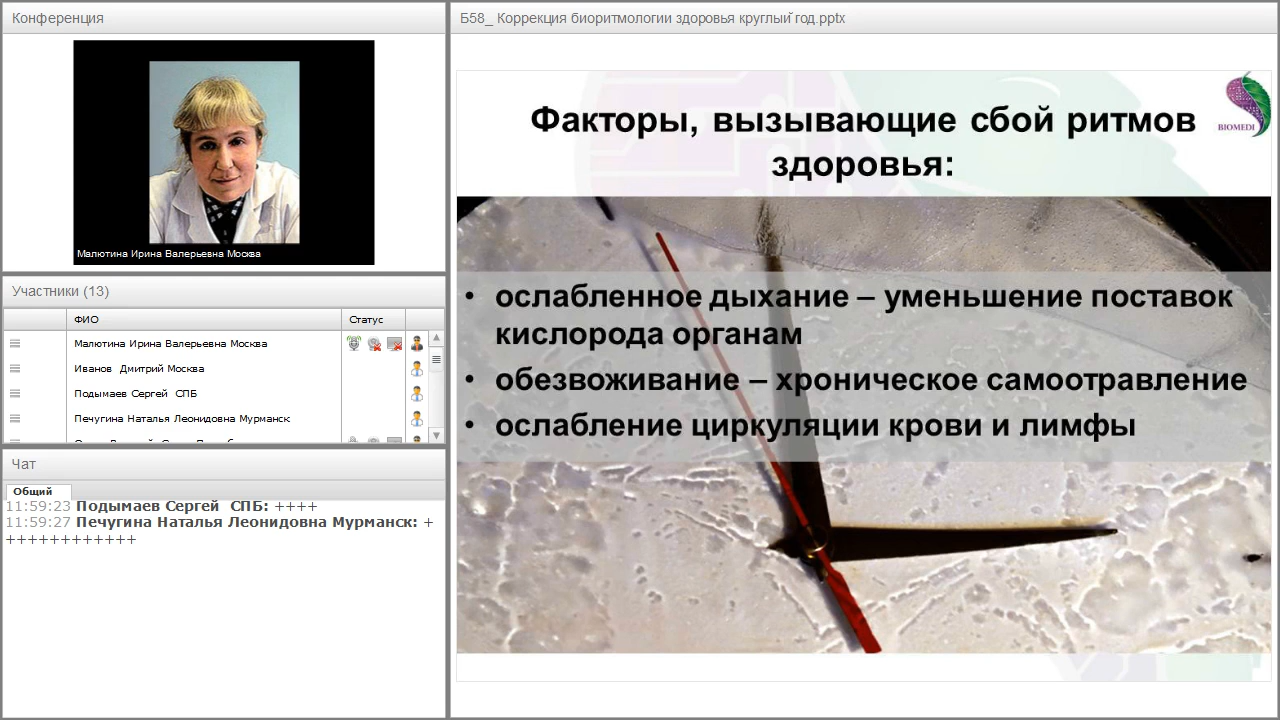 Конференция
Малютина Ирина Валерьевна Москва
Участники (13)
ФИО
Статус
Малютина Ирина Валерьевна Москва
Иванов Дмитрий Москва
Подымаев Сергей СПБ
Печугина Наталья Леонидовна Мурманск
Чат
Общий
11:59:23 Подымаев Сергей СПБ: ++++
11:59:27 Печугина Наталья Леонидовна Мурманск: +
++++++++++++
Б58_ Коррекция биоритмологии здоровья круглый год.pptx
Факторы, вызывающие сбой ритмов
здоровья:
BIOMEDI
• ослабленное дыхание – уменьшение поставок
кислорода органам
• обезвоживание – хроническое самоотравление
• ослабление циркуляции крови и лимфы